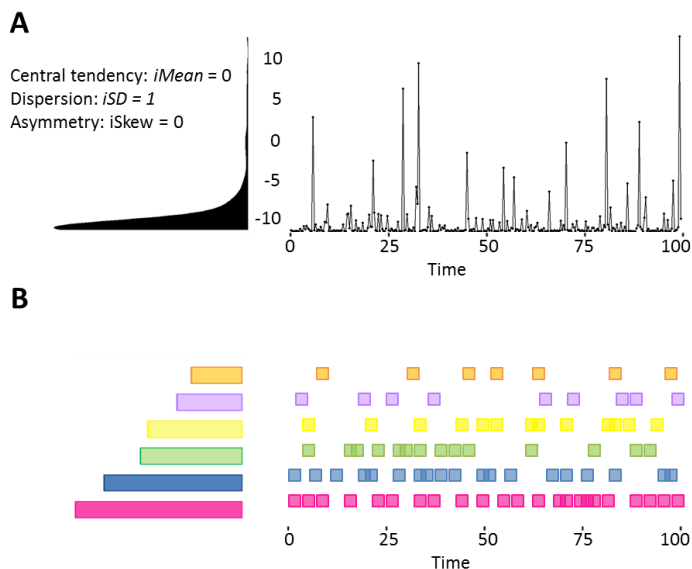 A
Central tendency: iMean = 0
Dispersion: iSD = 1
Asymmetry: iSkew = 0
10
5
0
-5
-10
0 25 50 75 100
Time
B
0 25 50 75 100
Time